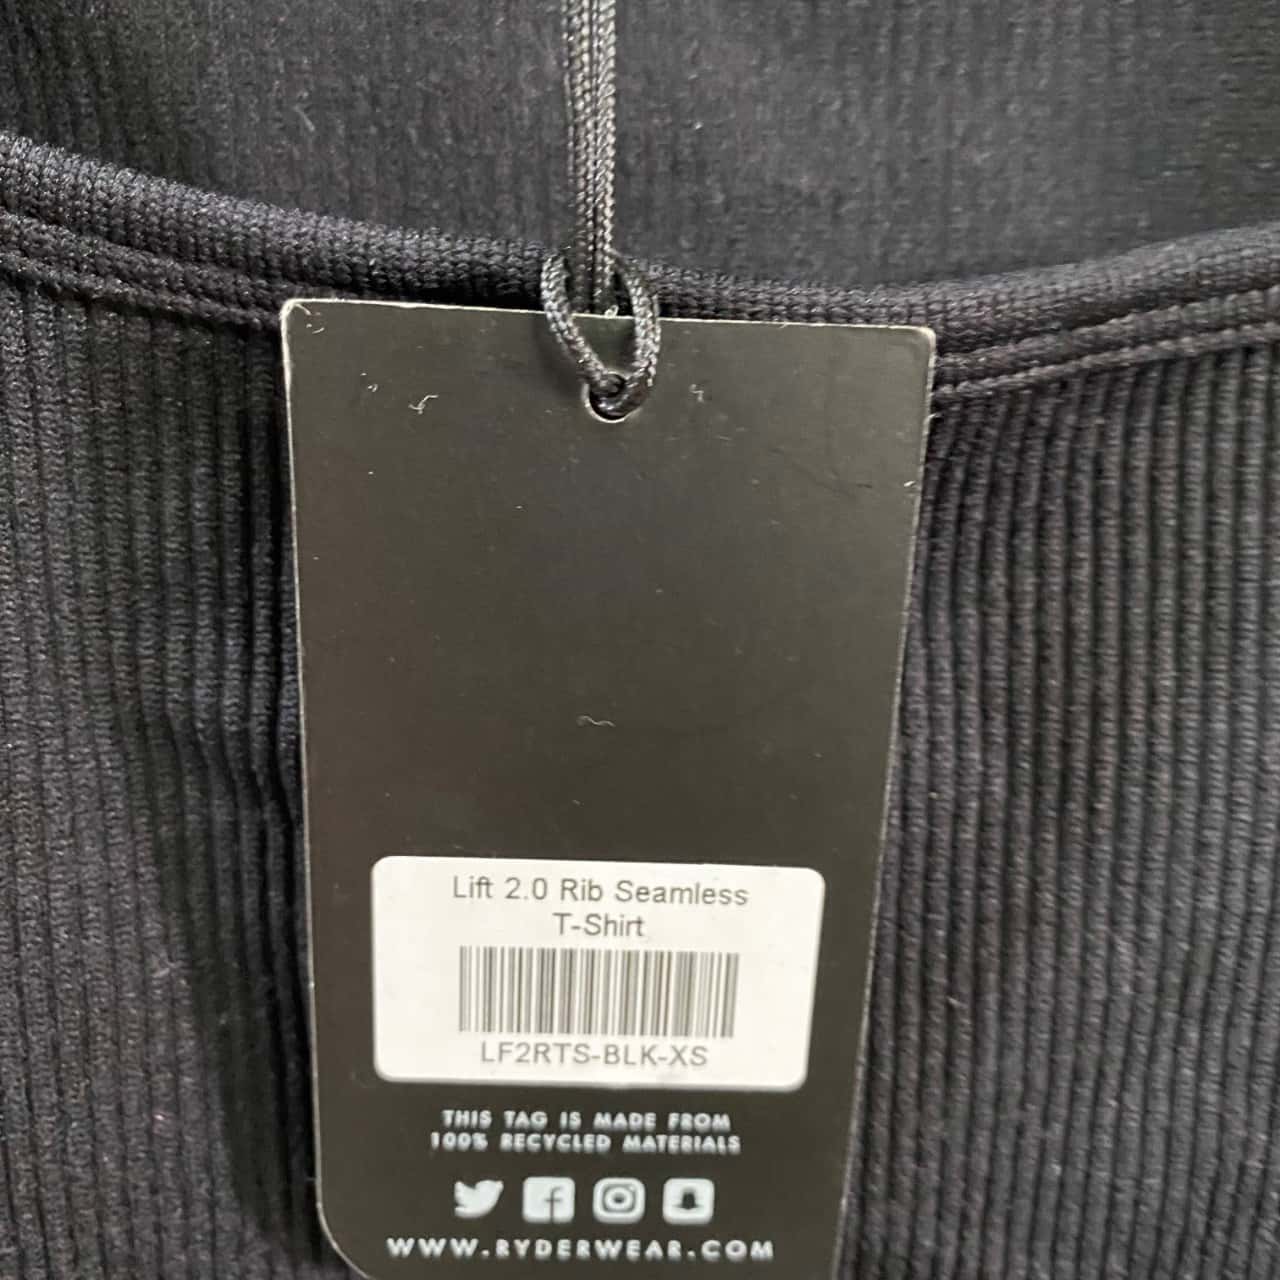 Lift 2.0 Rib Seamless
T-Shirt
LF2RTS-BLK-XS
THIS TAG IS MADE FROM
100% RECYCLED MATERIALS
WWW.RYDERWEAR.COM